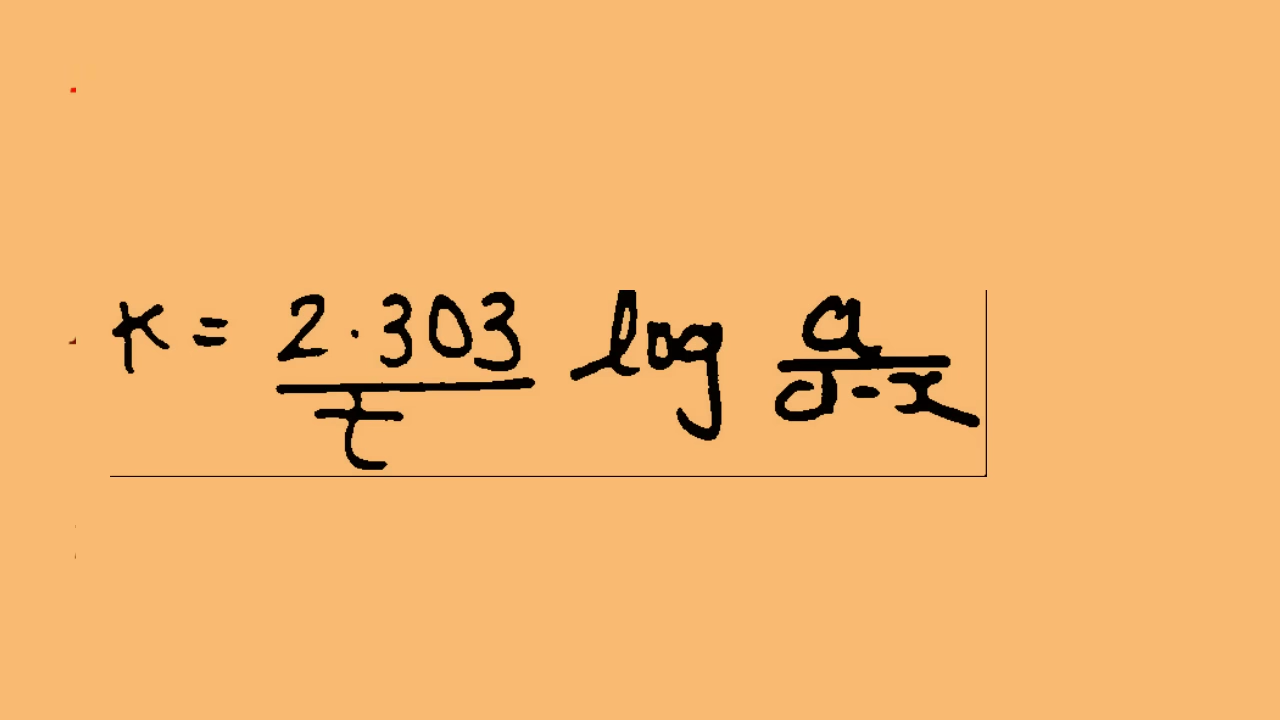 K = 2.303/t log a/a-x